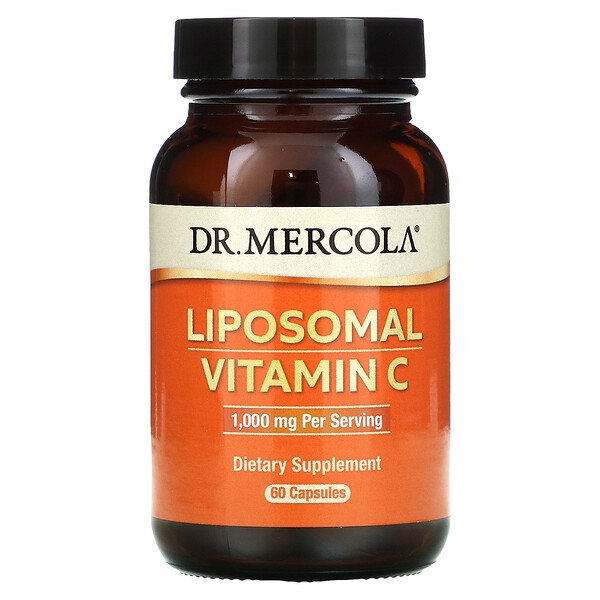 DR. MERCOLA®
LIPOSOMAL
VITAMIN C
1,000 mg Per Serving
Dietary Supplement
60 Capsules